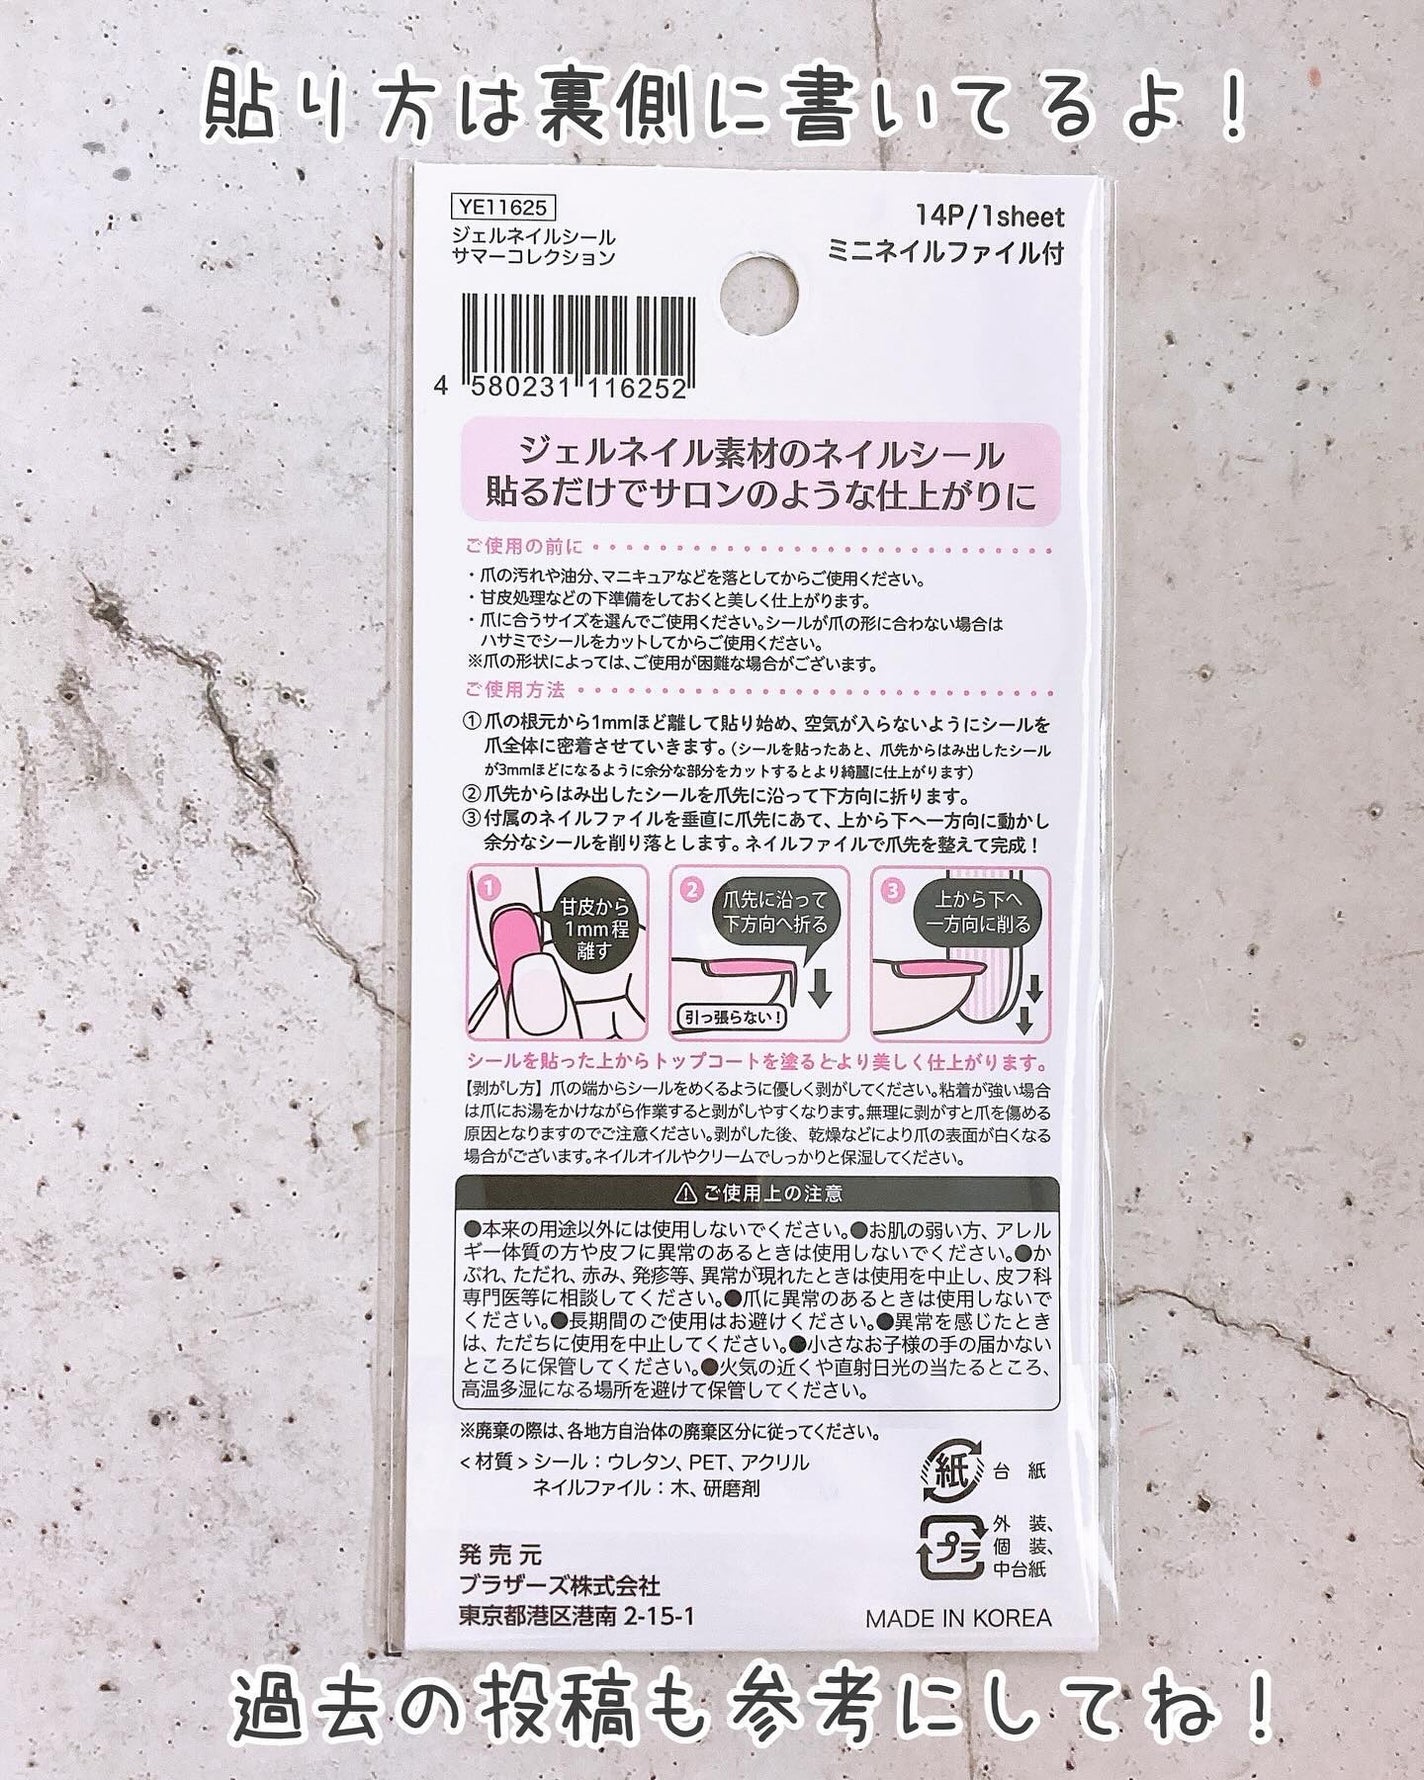 貼り方は裏側に書いてるよ！
YE11625
ジェルネイルシール
サマーコレクション
14P/1sheet
ミニネイルファイル付
4 580231 116252
ジェルネイル素材のネイルシール
貼るだけでサロンのような仕上がりに
ご使用の前に
・爪の汚れや油分、マニキュアなどを落としてからご使用ください。
・甘皮処理などの下準備をしておくと美しく仕上がります。
・爪に合うサイズを選んでご使用ください。シールが爪の形に合わない場合は
ハサミでシールをカットしてからご使用ください。
※爪の形状によっては、ご使用が困難な場合がございます。
ご使用方法
①爪の根元から1mmほど離して貼り始め、空気が入らないようにシールを
爪全体に密着させていきます。（シールを貼ったあと、爪先からはみ出したシール
が3mmほどになるように余分な部分をカットするとより綺麗に仕上がります）
②爪先からはみ出したシールを爪先に沿って下方向に折ります。
③付属のネイルファイルを垂直に爪先にあて、上から下へ一方向に動かし
余分なシールを削り落とします。ネイルファイルで爪先を整えて完成！
1
甘皮から
1mm程
離す
2
爪先に沿って
下方向へ折る
引っ張らない！
3
上から下へ
一方向に削る
シールを貼った上からトップコートを塗るとより美しく仕上がります。
【剥がし方】爪の端からシールをめくるように優しく剥がしてください。粘着が強い場合
は爪にお湯をかけながら作業すると剥がしやすくなります。無理に剥がすと爪を傷める
原因となりますのでご注意ください。剥がした後、乾燥などにより爪の表面が白くなる
場合がございます。ネイルオイルやクリームでしっかりと保湿してください。
⚠ご使用上の注意
●本来の用途以外には使用しないでください。●お肌の弱い方、アレル
ギー体質の方や皮フに異常のあるときは使用しないでください。●か
ぶれ、ただれ、赤み、発疹等、異常が現れたときは使用を中止し、皮フ科
専門医等に相談してください。●爪に異常のあるときは使用しないで
ください。●長期間のご使用はお避けください。●異常を感じたとき
は、ただちに使用を中止してください。●小さなお子様の手の届かない
ところに保管してください。●火気の近くや直射日光の当たるところ、
高温多湿になる場所を避けて保管してください。
※廃棄の際は、各地方自治体の廃棄区分に従ってください。
<材質>シール：ウレタン、PET、アクリル
ネイルファイル：木、研磨剤
紙 台紙
プラ 外装、
個装、
中台紙
発売元
ブラザーズ株式会社
東京都港区港南 2-15-1
MADE IN KOREA
過去の投稿も参考にしてね！